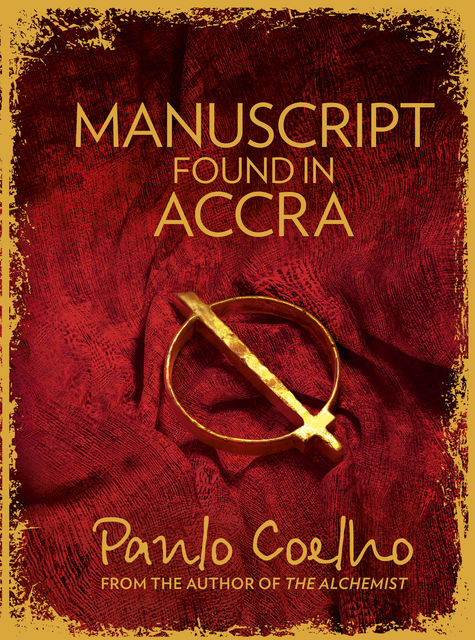 MANUSCRIPT
FOUND IN
ACCRA
Paulo Coelho
FROM THE AUTHOR OF THE ALCHEMIST